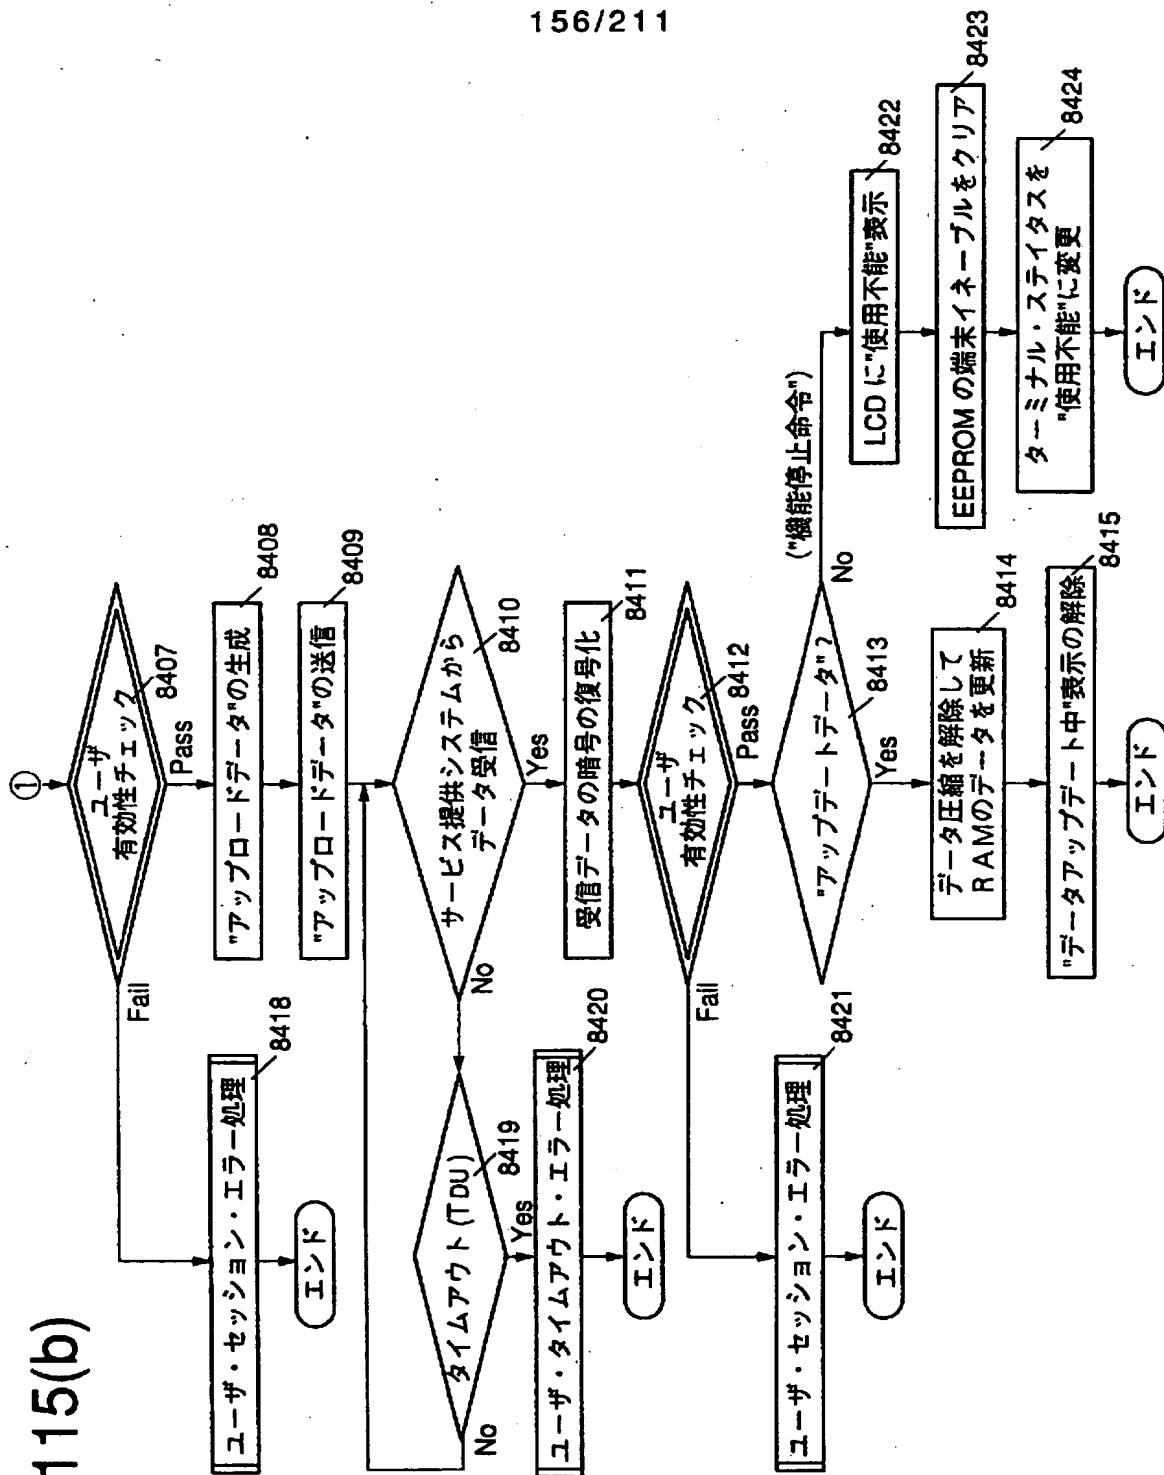 156/211
115(b)
①
ユーザ
有効性チェック
8407
Pass
Fail
"アップロードデータ"の生成
8408
"アップロードデータ"の送信
8409
サービス提供システムから
データ受信
8410
Yes
No
受信データの暗号の復号化
8411
ユーザ
有効性チェック
8412
Pass
Fail
"アップデートデータ"?
8413
Yes
No
("機能停止命令")
データ圧縮を解除して
RAMのデータを更新
8414
"データアップデート中"表示の解除
8415
エンド
ユーザ・セッション・エラー処理
8418
エンド
タイムアウト(TDU)
8419
Yes
No
ユーザ・タイムアウト・エラー処理
8420
エンド
ユーザ・セッション・エラー処理
8421
エンド
LCDに"使用不能"表示
8422
EEPROMの端末イネーブルをクリア
8423
ターミナル・ステイタスを
"使用不能"に変更
8424
エンド